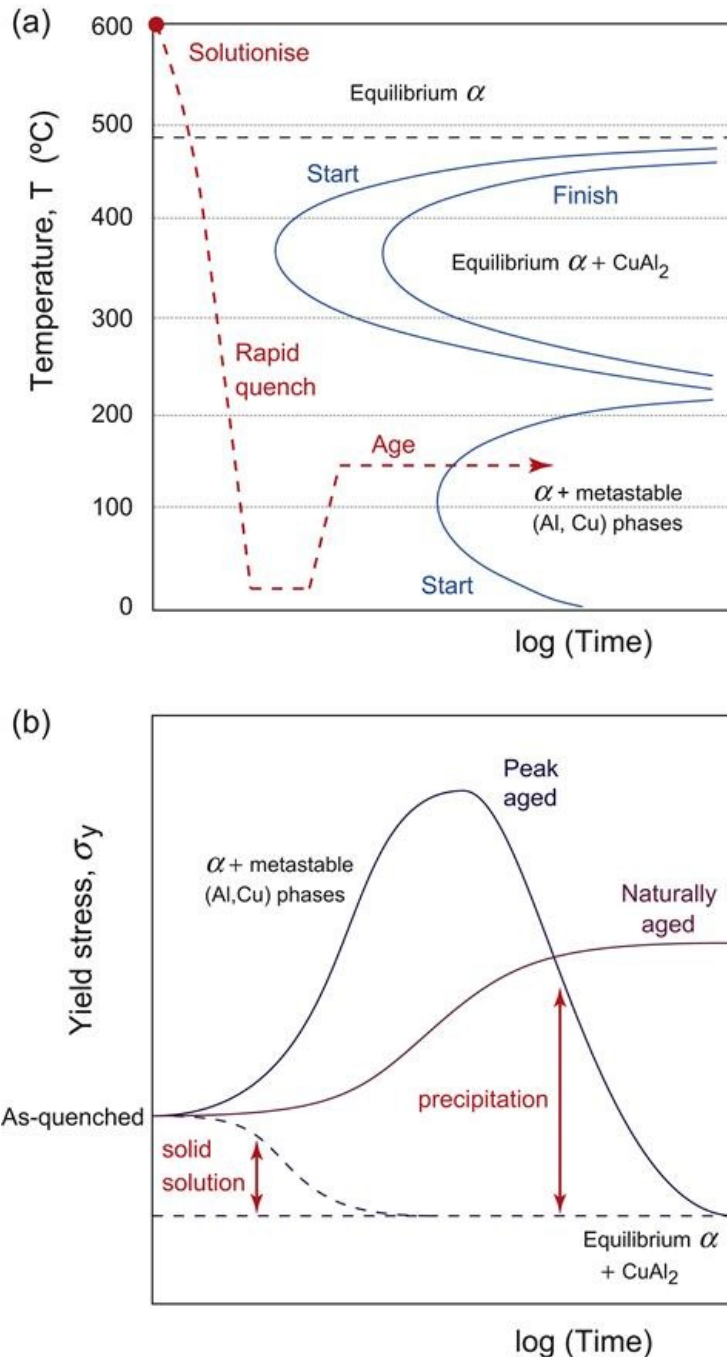 (a)
600
500
400
300
200
100
0
Temperature, T (ºC)
Solutionise
Equilibrium α
Start
Finish
Equilibrium α + CuAl₂
Rapid
quench
Age
α + metastable
(Al, Cu) phases
Start
log (Time)
(b)
Yield stress, σy
Peak
aged
α + metastable
(Al,Cu) phases
Naturally
aged
As-quenched
precipitation
solid
solution
Equilibrium α
+ CuAl₂
log (Time)